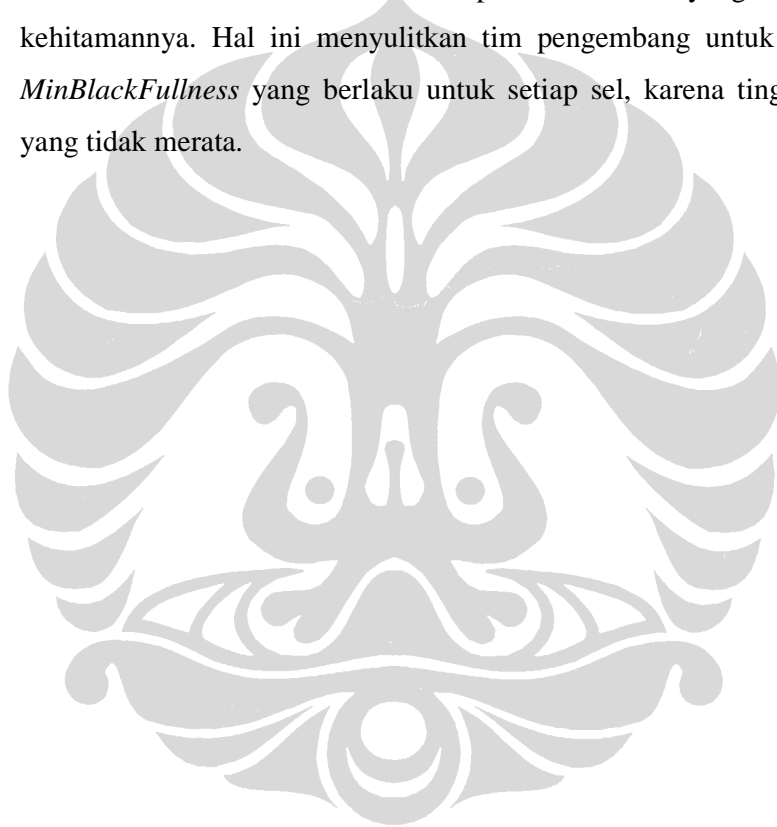 kehitamannya. Hal ini menyulitkan tim pengembang untuk
MinBlackFullness yang berlaku untuk setiap sel, karena ting
yang tidak merata.